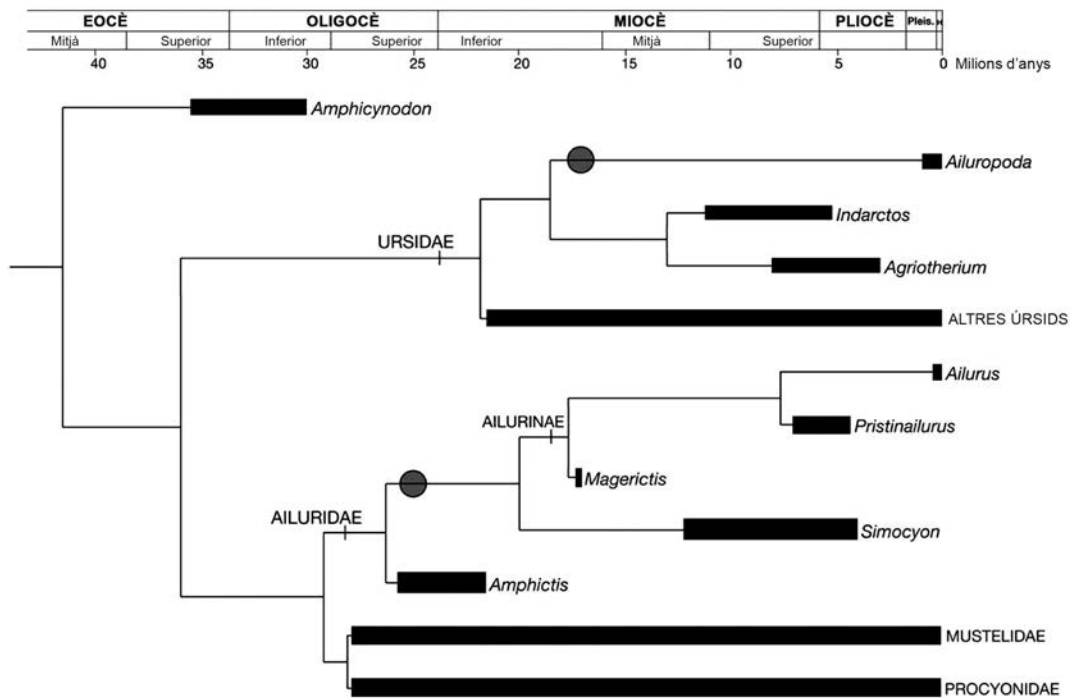 EOCÈ OLIGOCÈ MIOCÈ PLIOCÈ Pleis. H
Mitjà Superior Inferior Superior Inferior Mitjà Superior
40 35 30 25 20 15 10 5 0 Milions d'anys
Amphicynodon
Ailuropoda
Indarctos
URSIDAE
Agriotherium
ALTRES ÚRSIDS
Ailurus
AILURINAE
Pristinailurus
Magerictis
AILURIDAE
Simocyon
Amphictis
MUSTELIDAE
PROCYONIDAE